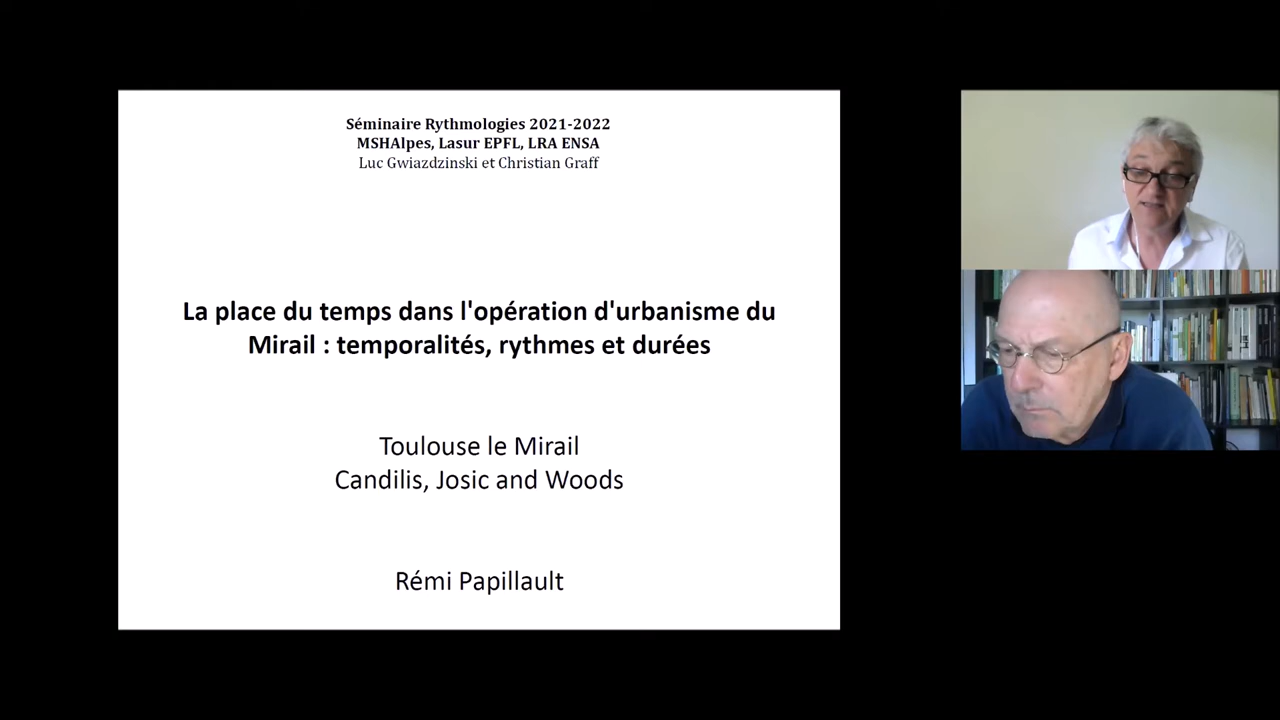 Séminaire Rythmologies 2021-2022
MSHAlpes, Lasur EPFL, LRA ENSA
Luc Gwiazdzinski et Christian Graff
La place du temps dans l'opération d'urbanisme du
Mirail : temporalités, rythmes et durées
Toulouse le Mirail
Candilis, Josic and Woods
Rémi Papillault